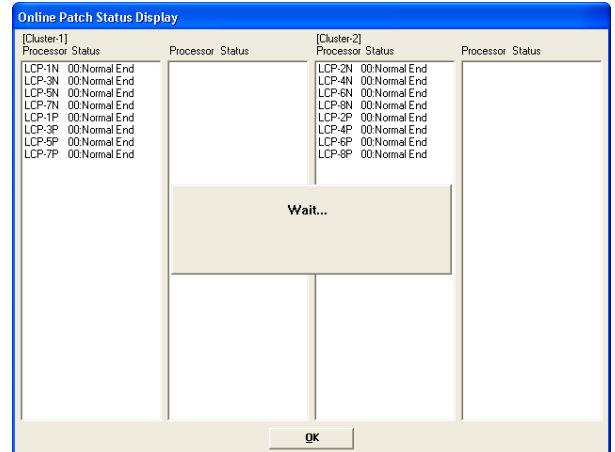 Online Patch Status Display
[Cluster-1] [Cluster-2]
Processor Status Processor Status Processor Status Processor Status
LCP-1N 00:Normal End LCP-2N 00:Normal End
LCP-3N 00:Normal End LCP-4N 00:Normal End
LCP-5N 00:Normal End LCP-6N 00:Normal End
LCP-7N 00:Normal End LCP-8N 00:Normal End
LCP-1P 00:Normal End LCP-2P 00:Normal End
LCP-3P 00:Normal End LCP-4P 00:Normal End
LCP-5P 00:Normal End LCP-6P 00:Normal End
LCP-7P 00:Normal End LCP-8P 00:Normal End
Wait...
OK